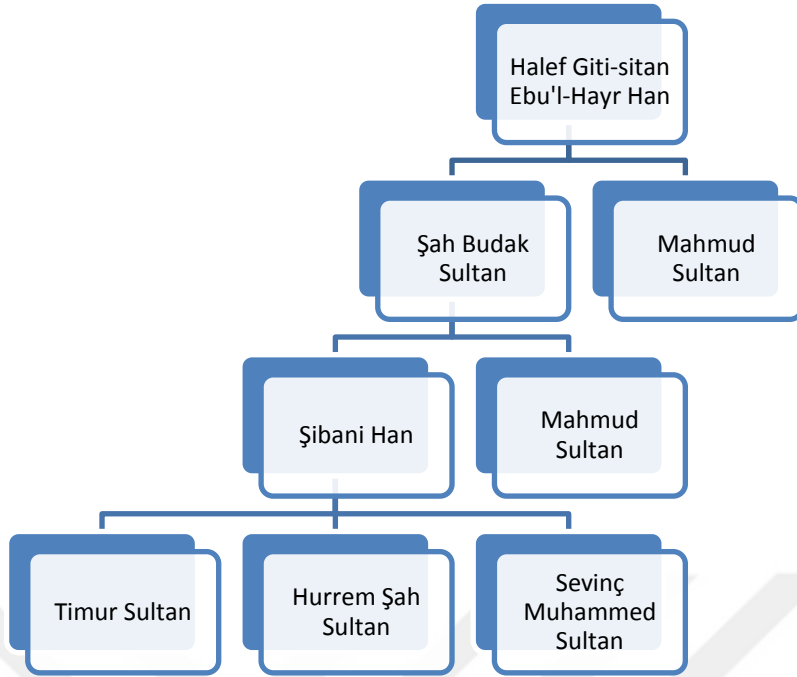 Halef Giti-sitan
Ebu'l-Hayr Han
Şah Budak
Sultan
Mahmud
Sultan
Şibani Han
Mahmud
Sultan
Timur Sultan
Hurrem Şah
Sultan
Sevinç
Muhammed
Sultan